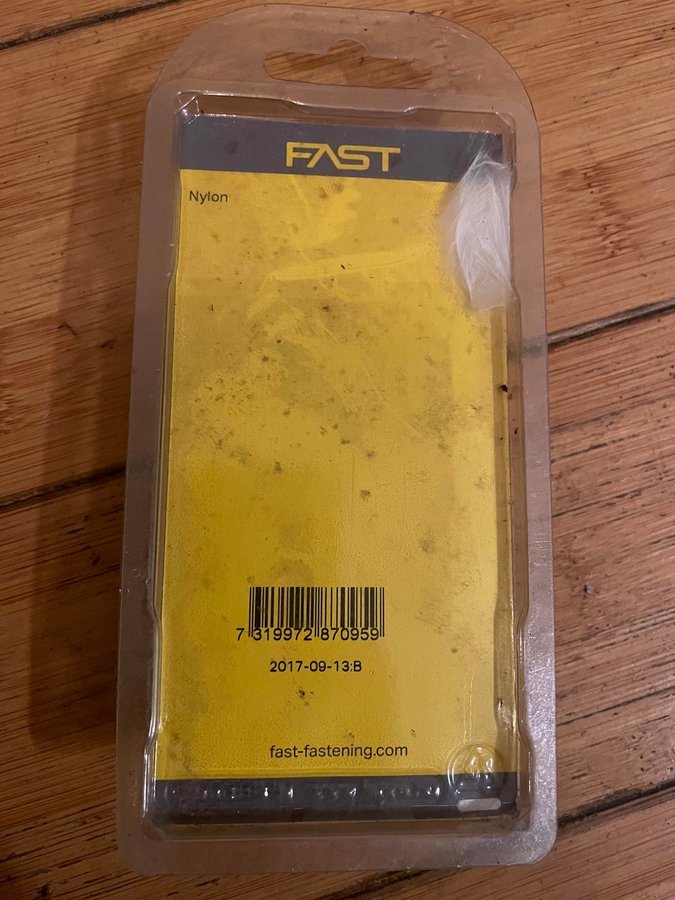 FAST
Nylon
7 319972 870959
2017-09-13:B
fast-fastening.com